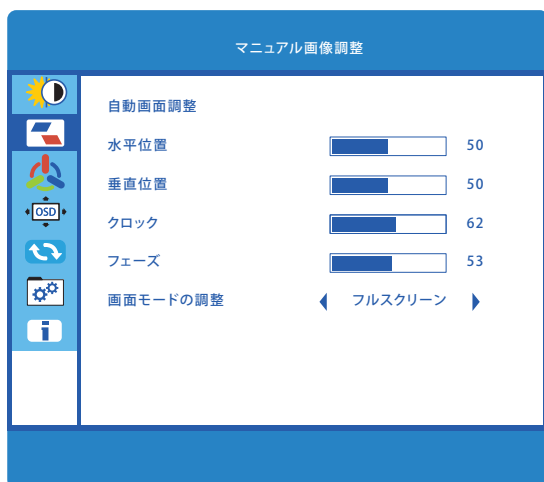 マニュアル画像調整
自動画面調整
水平位置 50
垂直位置 50
クロック 62
フェーズ 53
OSD
画面モードの調整 フルスクリーン
i